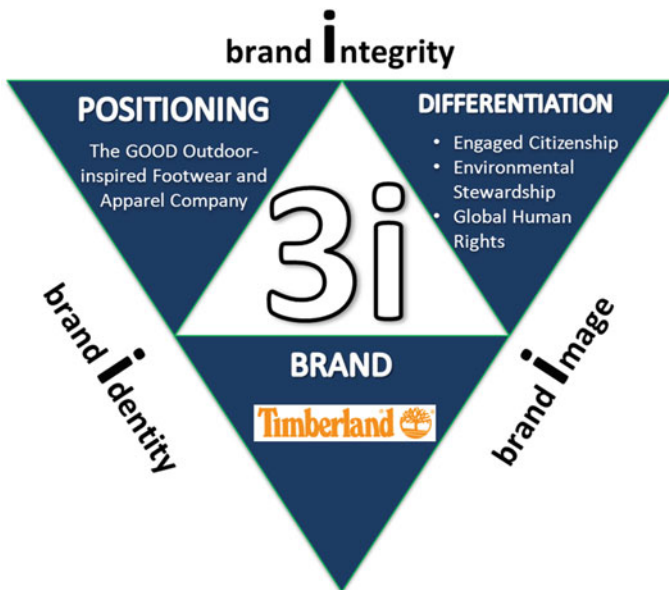 brand integrity
POSITIONING
The GOOD Outdoor-
inspired Footwear and
Apparel Company
DIFFERENTIATION
• Engaged Citizenship
• Environmental
Stewardship
• Global Human
Rights
3i
brand identity
brand image
BRAND
Timberland®